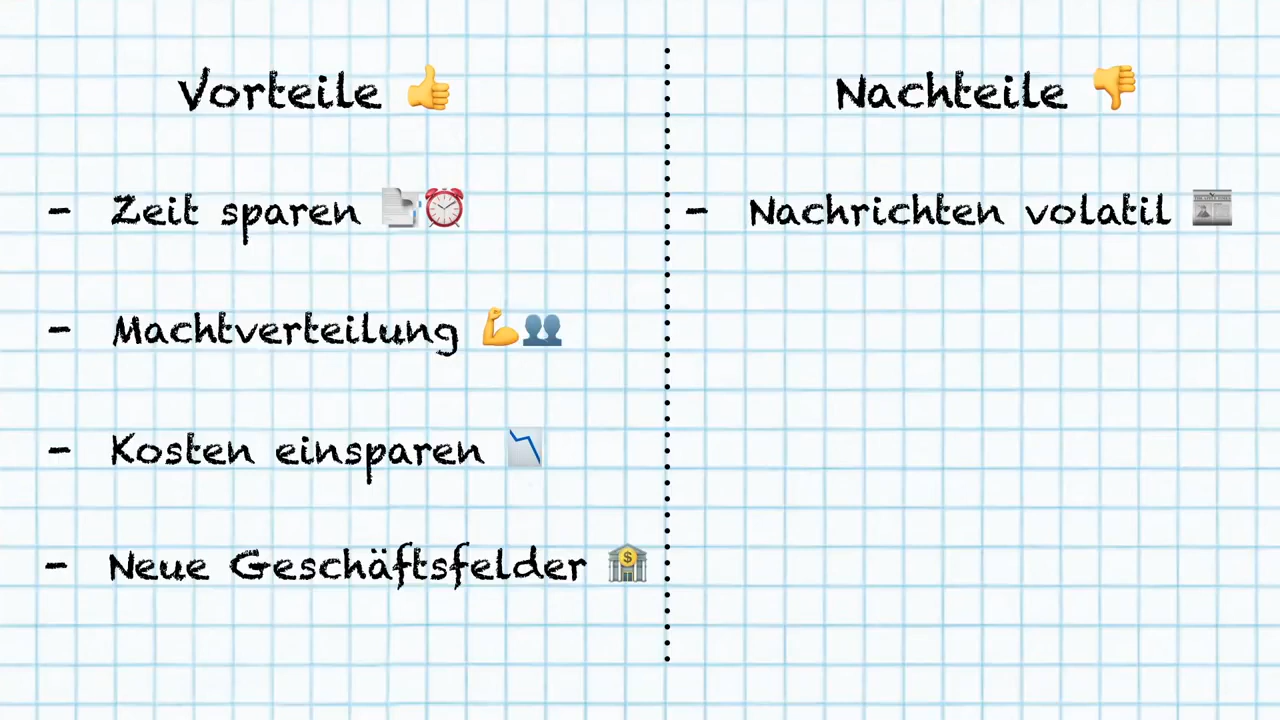 Vorteile 👍
- Zeit sparen 📑⏰
- Machtverteilung 💪👥
- Kosten einsparen 📉
- Neue Geschäftsfelder 🏦
Nachteile 👎
- Nachrichten volatil 📰